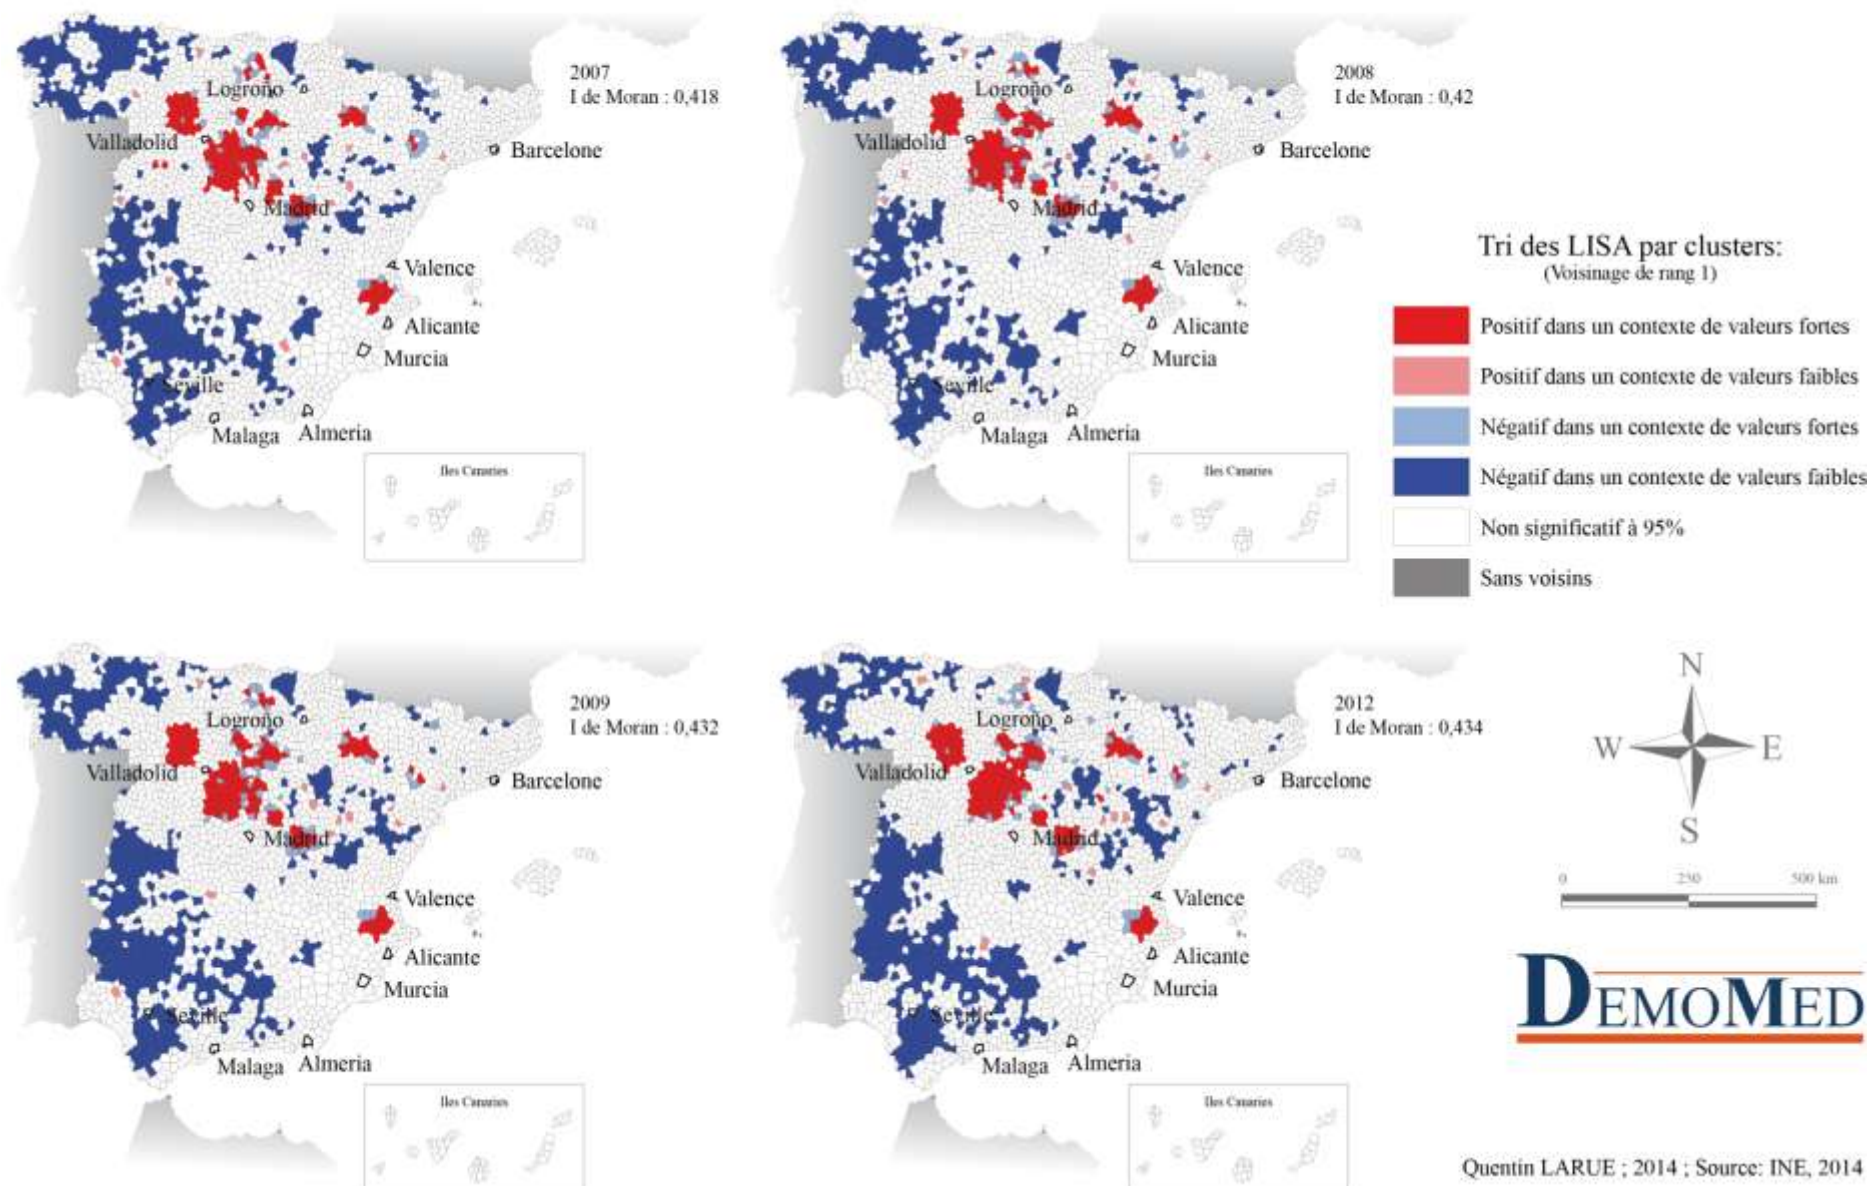 2007
I de Moran : 0,418
Logroño
Valladolid
Barcelone
Madrid
Valence
Alicante
Murcia
Seville
Malaga
Almeria
Iles Canaries
2008
I de Moran : 0,42
Logroño
Valladolid
Barcelone
Madrid
Valence
Alicante
Murcia
Seville
Malaga
Almeria
Iles Canaries
Tri des LISA par clusters:
(Voisinage de rang 1)
Positif dans un contexte de valeurs fortes
Positif dans un contexte de valeurs faibles
Négatif dans un contexte de valeurs fortes
Négatif dans un contexte de valeurs faibles
Non significatif à 95%
Sans voisins
2009
I de Moran : 0,432
Logroño
Valladolid
Barcelone
Madrid
Valence
Alicante
Murcia
Seville
Malaga
Almeria
Iles Canaries
2012
I de Moran : 0,434
Logroño
Valladolid
Barcelone
Madrid
Valence
Alicante
Murcia
Seville
Malaga
Almeria
Iles Canaries
N
W E
S
0 250 500 km
DEMOMED
Quentin LARUE ; 2014 ; Source: INE, 2014